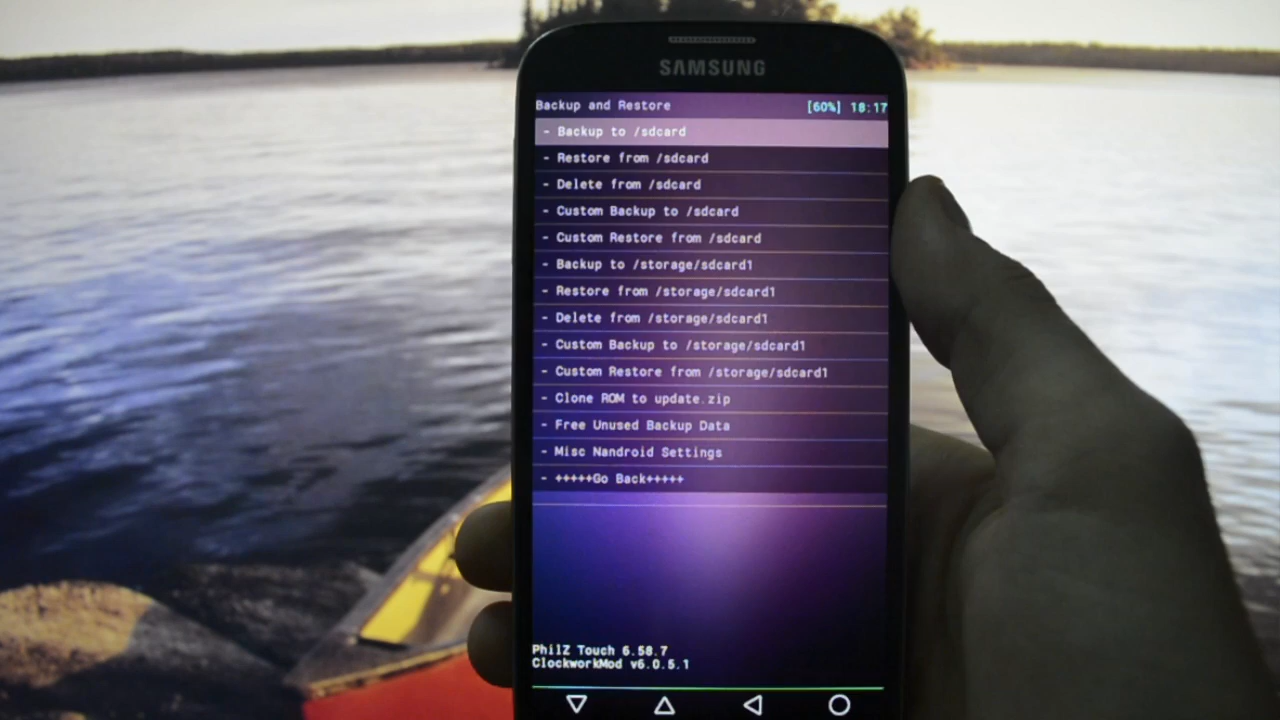 SAMSUNG
Backup and Restore [60%] 18:17
- Backup to /sdcard
- Restore from /sdcard
- Delete from /sdcard
- Custom Backup to /sdcard
- Custom Restore from /sdcard
- Backup to /storage/sdcard1
- Restore from /storage/sdcard1
- Delete from /storage/sdcard1
- Custom Backup to /storage/sdcard1
- Custom Restore from /storage/sdcard1
- Clone ROM to update.zip
- Free Unused Backup Data
- Misc Nandroid Settings
- +++++Go Back+++++
PhilZ Touch 6.58.7
ClockworkMod v6.0.5.1